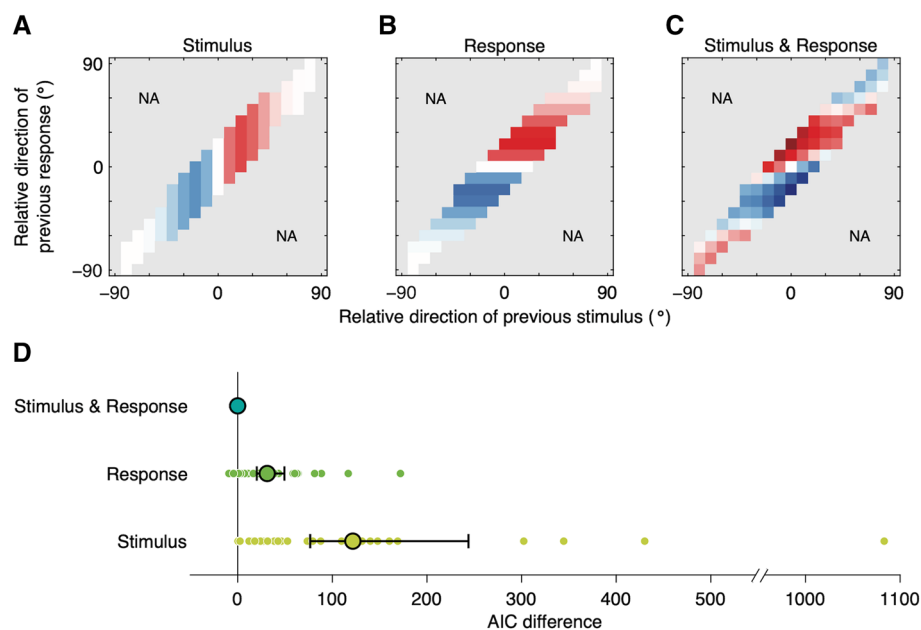 A
Stimulus
B
Response
C
Stimulus & Response
Relative direction of
previous response (°)
90
0
−90
NA
NA
NA
NA
NA
NA
−90
0
90
−90
0
90
−90
0
90
Relative direction of previous stimulus (°)
D
Stimulus & Response
Response
Stimulus
0
100
200
300
400
500
1000
1100
AIC difference